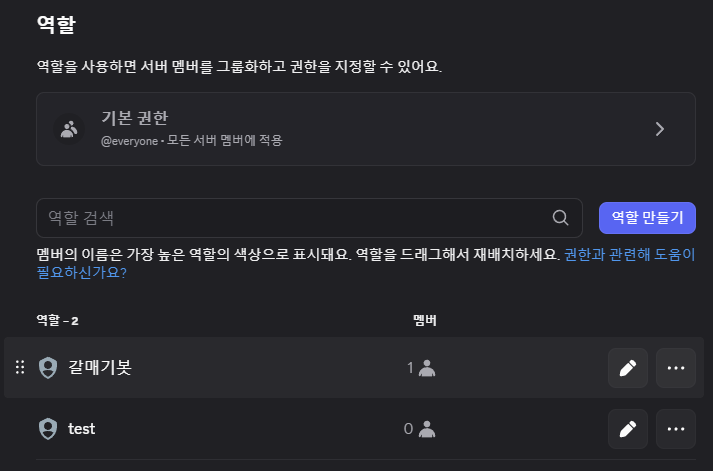 역할
역할을 사용하면 서버 멤버를 그룹화하고 권한을 지정할 수 있어요.
기본 권한
@everyone • 모든 서버 멤버에 적용
역할 검색
역할 만들기
멤버의 이름은 가장 높은 역할의 색상으로 표시돼요. 역할을 드래그해서 재배치하세요. 권한과 관련해 도움이
필요하신가요?
역할 – 2 멤버
갈매기봇 1
test 0